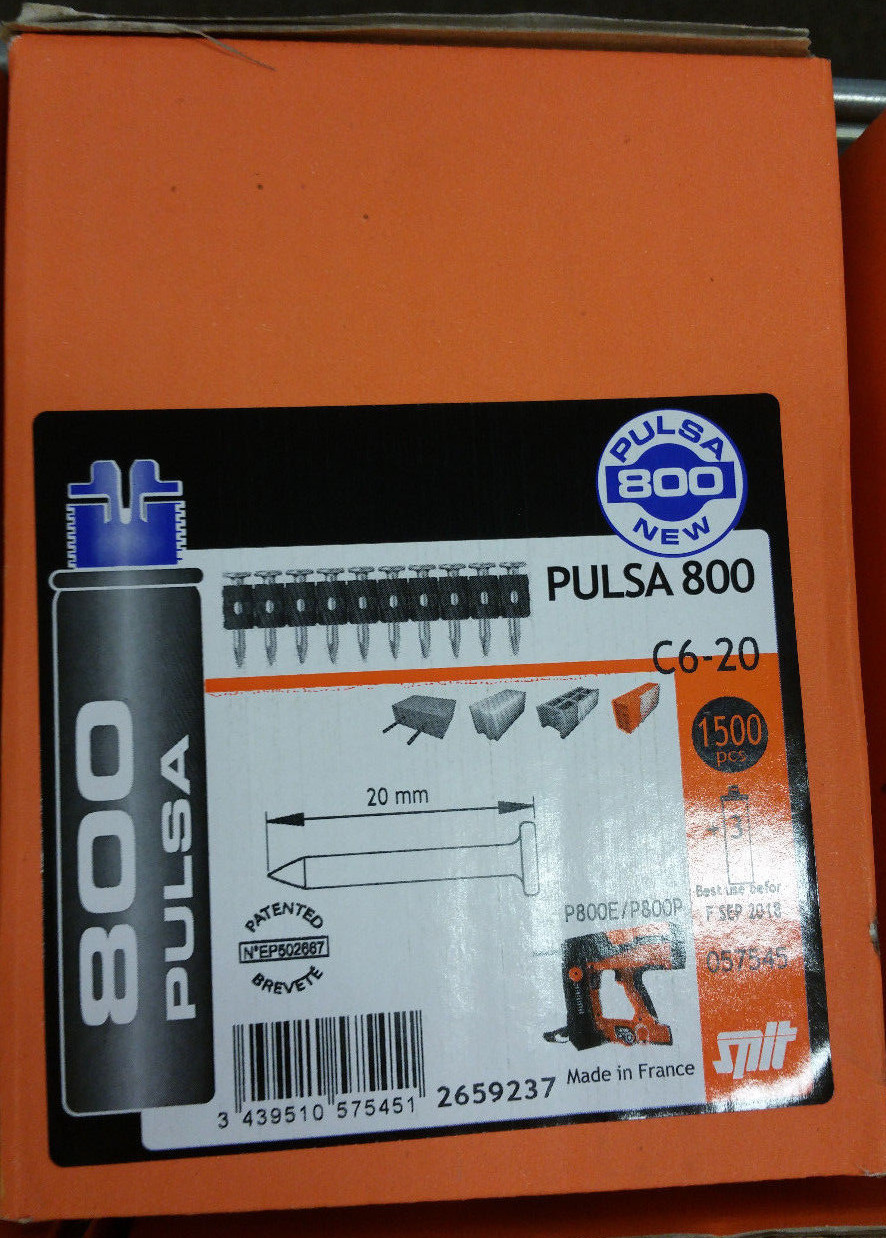 PULSA
800
NEW
PULSA 800
C6-20
1500
pcs
800
PULSA
20 mm
3
Best use befor
F SEP 2018
P800E/P800P
057545
PATENTED
N°EP502687
BREVETE
spit
Made in France
3 439510 575451
2659237